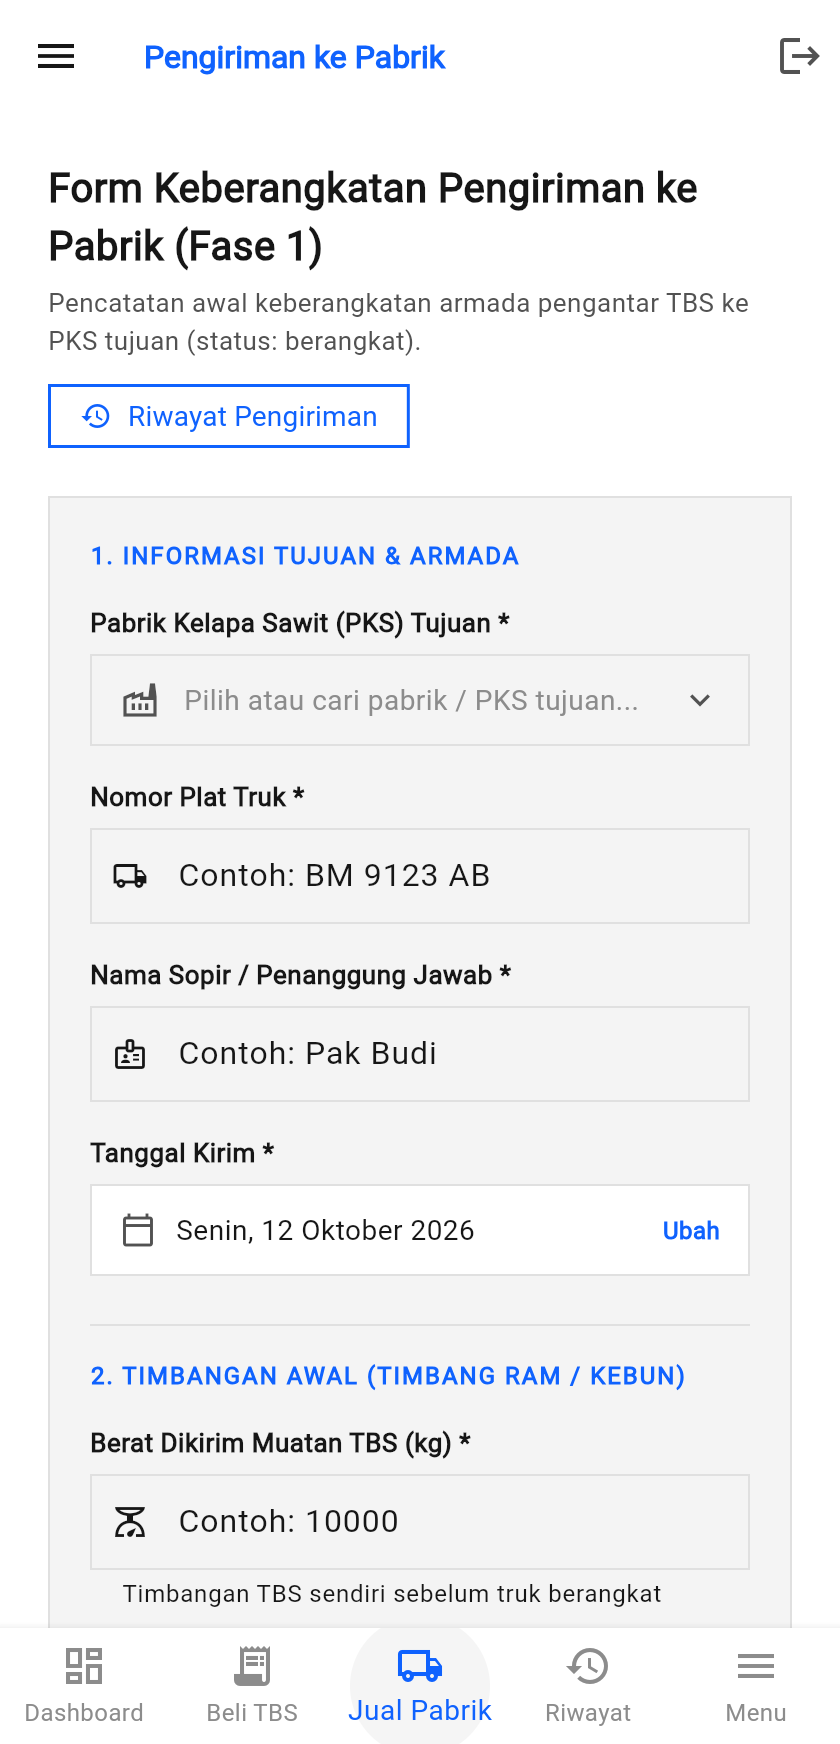 Pengiriman ke Pabrik
Form Keberangkatan Pengiriman ke
Pabrik (Fase 1)
Pencatatan awal keberangkatan armada pengantar TBS ke
PKS tujuan (status: berangkat).
Riwayat Pengiriman
1. INFORMASI TUJUAN & ARMADA
Pabrik Kelapa Sawit (PKS) Tujuan *
Pilih atau cari pabrik / PKS tujuan...
Nomor Plat Truk *
Contoh: BM 9123 AB
Nama Sopir / Penanggung Jawab *
Contoh: Pak Budi
Tanggal Kirim *
Senin, 12 Oktober 2026 Ubah
2. TIMBANGAN AWAL (TIMBANG RAM / KEBUN)
Berat Dikirim Muatan TBS (kg) *
Contoh: 10000
Timbangan TBS sendiri sebelum truk berangkat
Dashboard Beli TBS Jual Pabrik Riwayat Menu